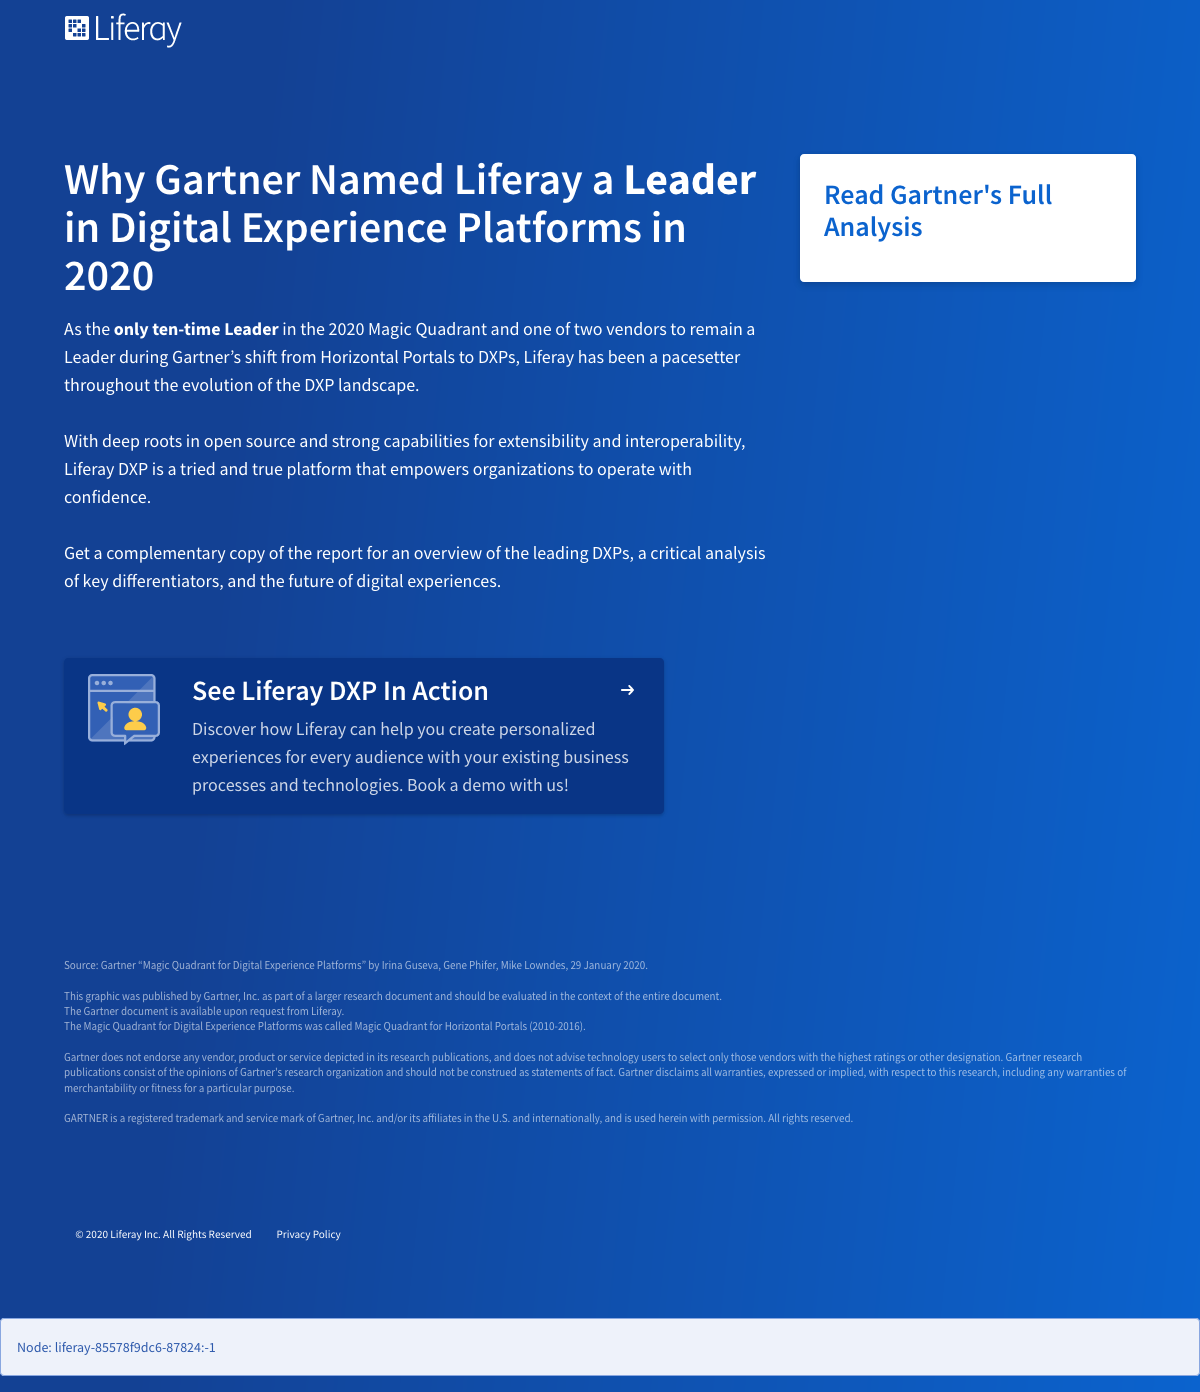 Liferay
Why Gartner Named Liferay a Leader
in Digital Experience Platforms in
2020
As the only ten-time Leader in the 2020 Magic Quadrant and one of two vendors to remain a
Leader during Gartner’s shift from Horizontal Portals to DXPs, Liferay has been a pacesetter
throughout the evolution of the DXP landscape.
With deep roots in open source and strong capabilities for extensibility and interoperability,
Liferay DXP is a tried and true platform that empowers organizations to operate with
confidence.
Get a complementary copy of the report for an overview of the leading DXPs, a critical analysis
of key differentiators, and the future of digital experiences.
Read Gartner's Full
Analysis
See Liferay DXP In Action
Discover how Liferay can help you create personalized
experiences for every audience with your existing business
processes and technologies. Book a demo with us!
Source: Gartner “Magic Quadrant for Digital Experience Platforms” by Irina Guseva, Gene Phifer, Mike Lowndes, 29 January 2020.
This graphic was published by Gartner, Inc. as part of a larger research document and should be evaluated in the context of the entire document.
The Gartner document is available upon request from Liferay.
The Magic Quadrant for Digital Experience Platforms was called Magic Quadrant for Horizontal Portals (2010-2016).
Gartner does not endorse any vendor, product or service depicted in its research publications, and does not advise technology users to select only those vendors with the highest ratings or other designation. Gartner research
publications consist of the opinions of Gartner's research organization and should not be construed as statements of fact. Gartner disclaims all warranties, expressed or implied, with respect to this research, including any warranties of
merchantability or fitness for a particular purpose.
GARTNER is a registered trademark and service mark of Gartner, Inc. and/or its affiliates in the U.S. and internationally, and is used herein with permission. All rights reserved.
© 2020 Liferay Inc. All Rights Reserved Privacy Policy
Node: liferay-85578f9dc6-87824:-1